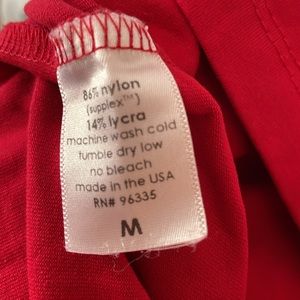 86% nylon
(supplex™)
14% lycra
machine wash cold
tumble dry low
no bleach
made in the USA
RN# 96335
M